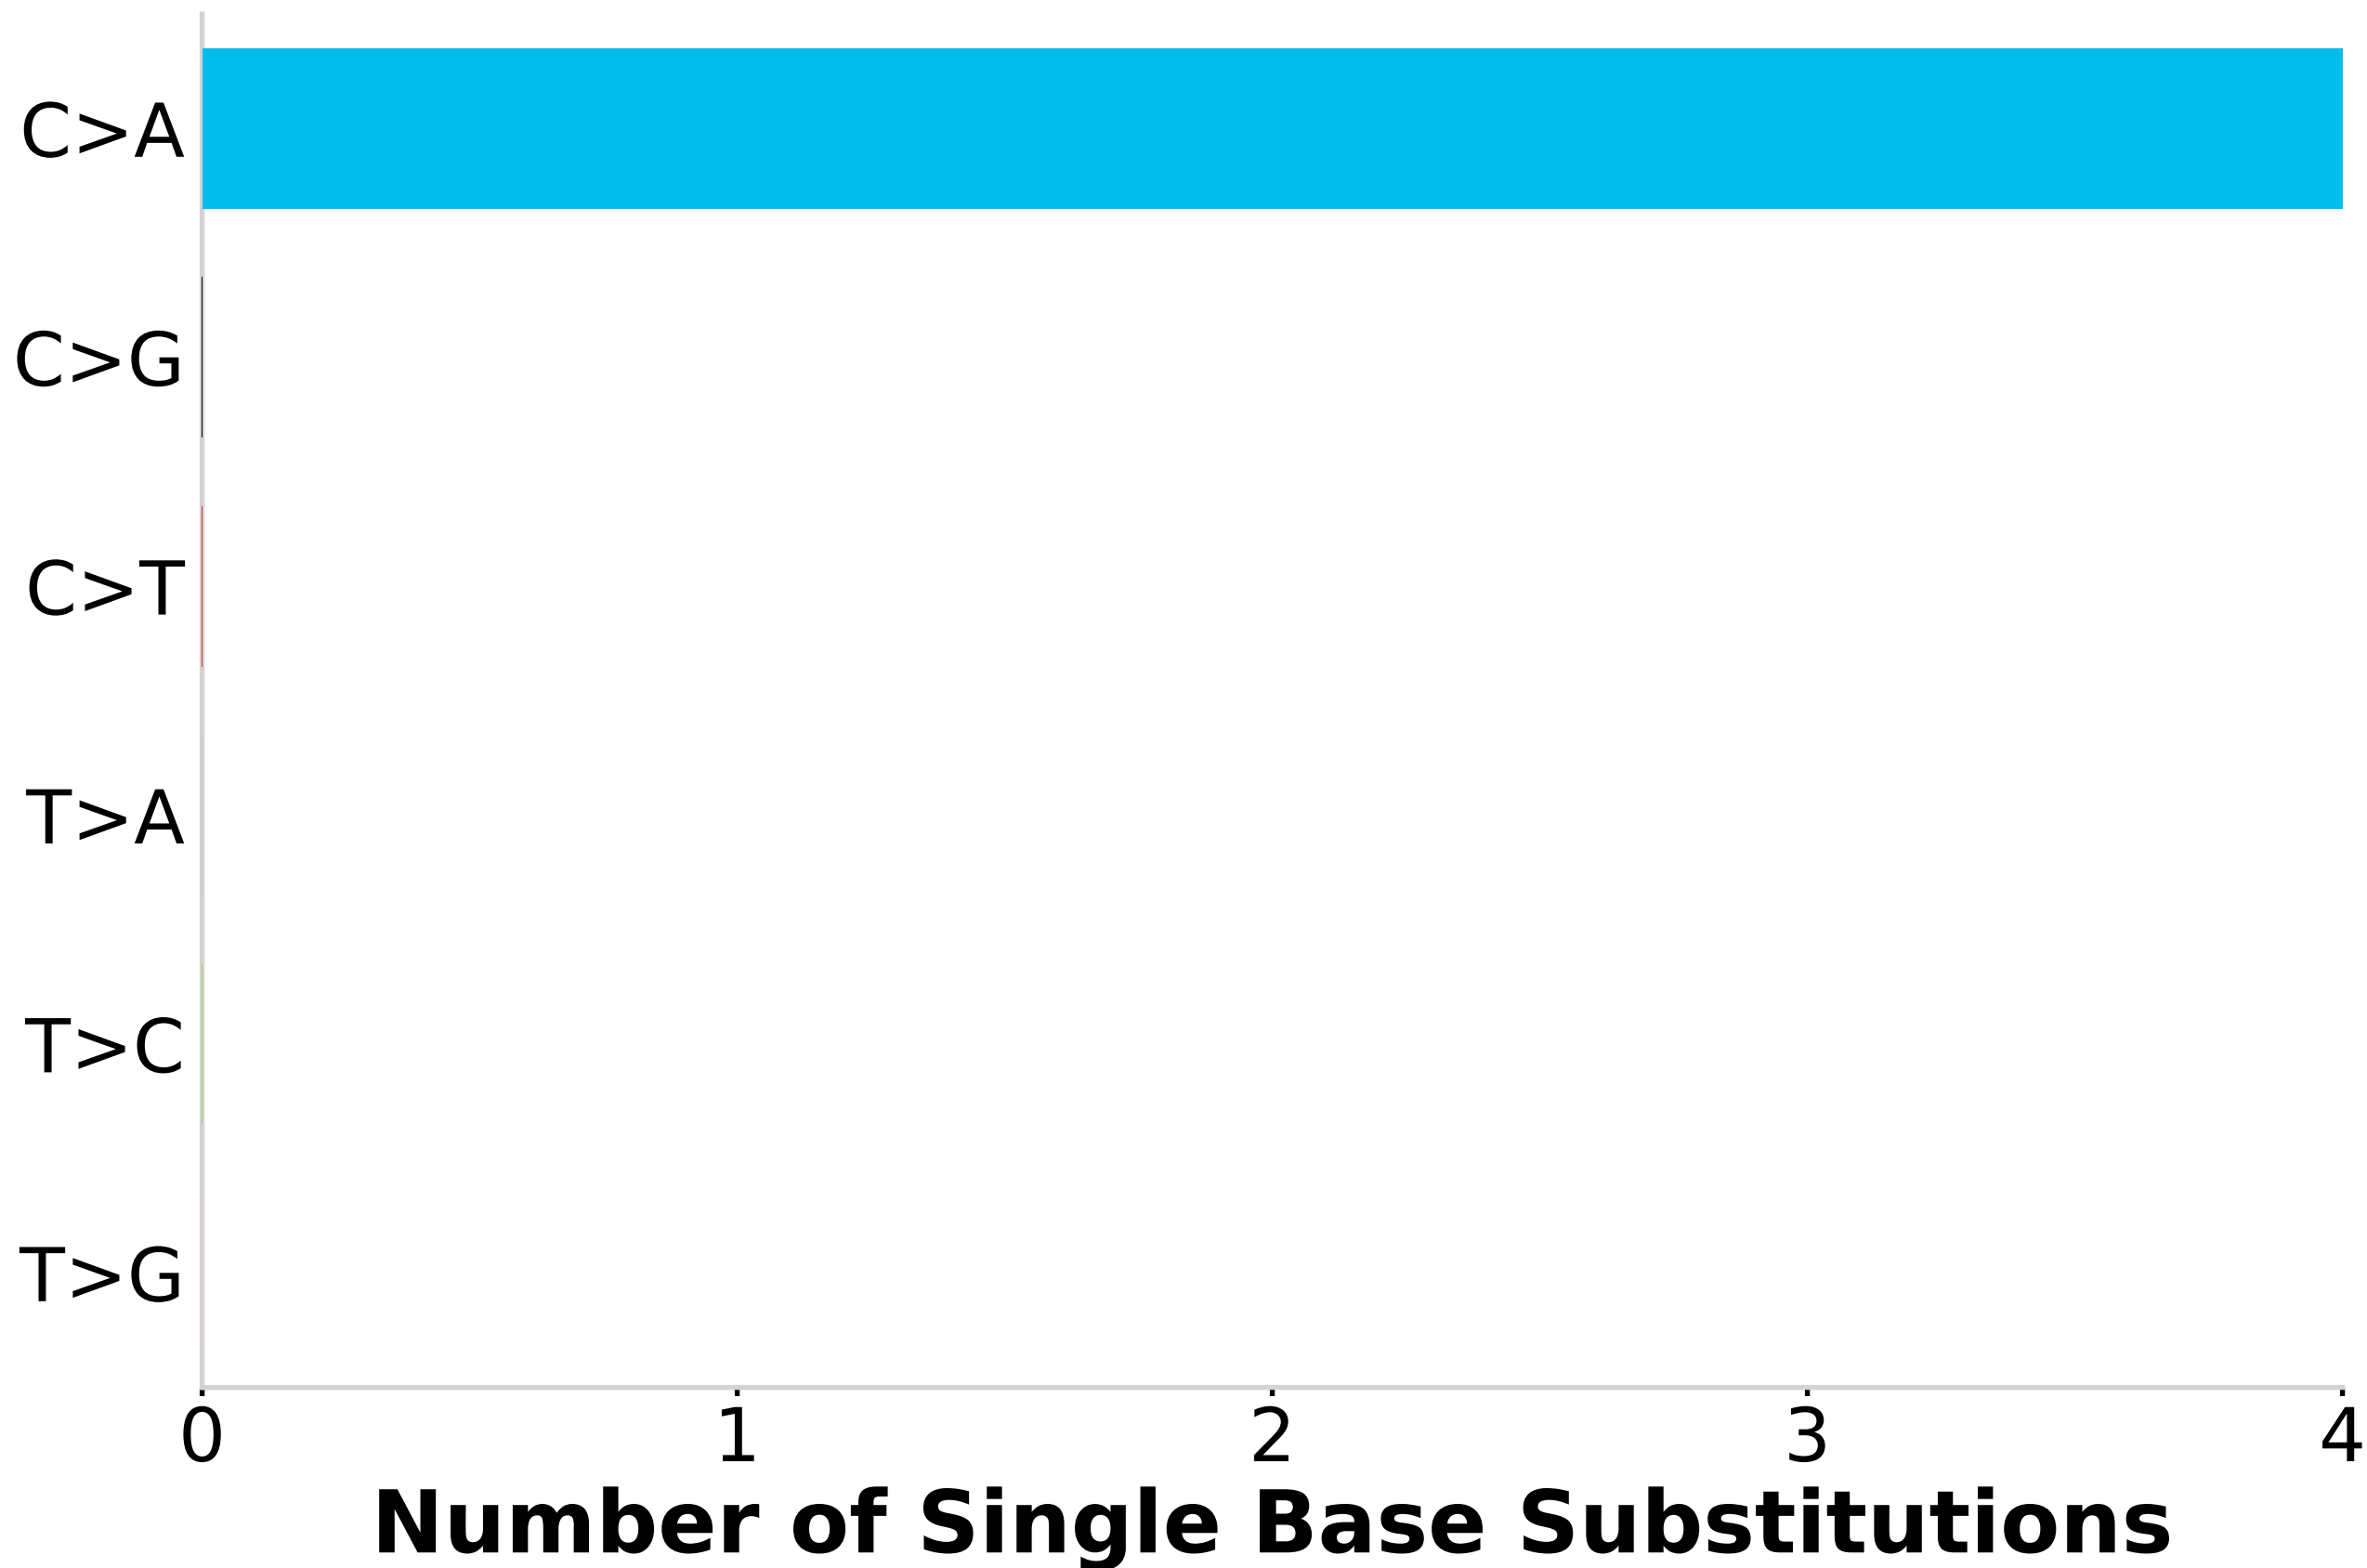 C>A
C>G
C>T
T>A
T>C
T>G
0 1 2 3 4
Number of Single Base Substitutions